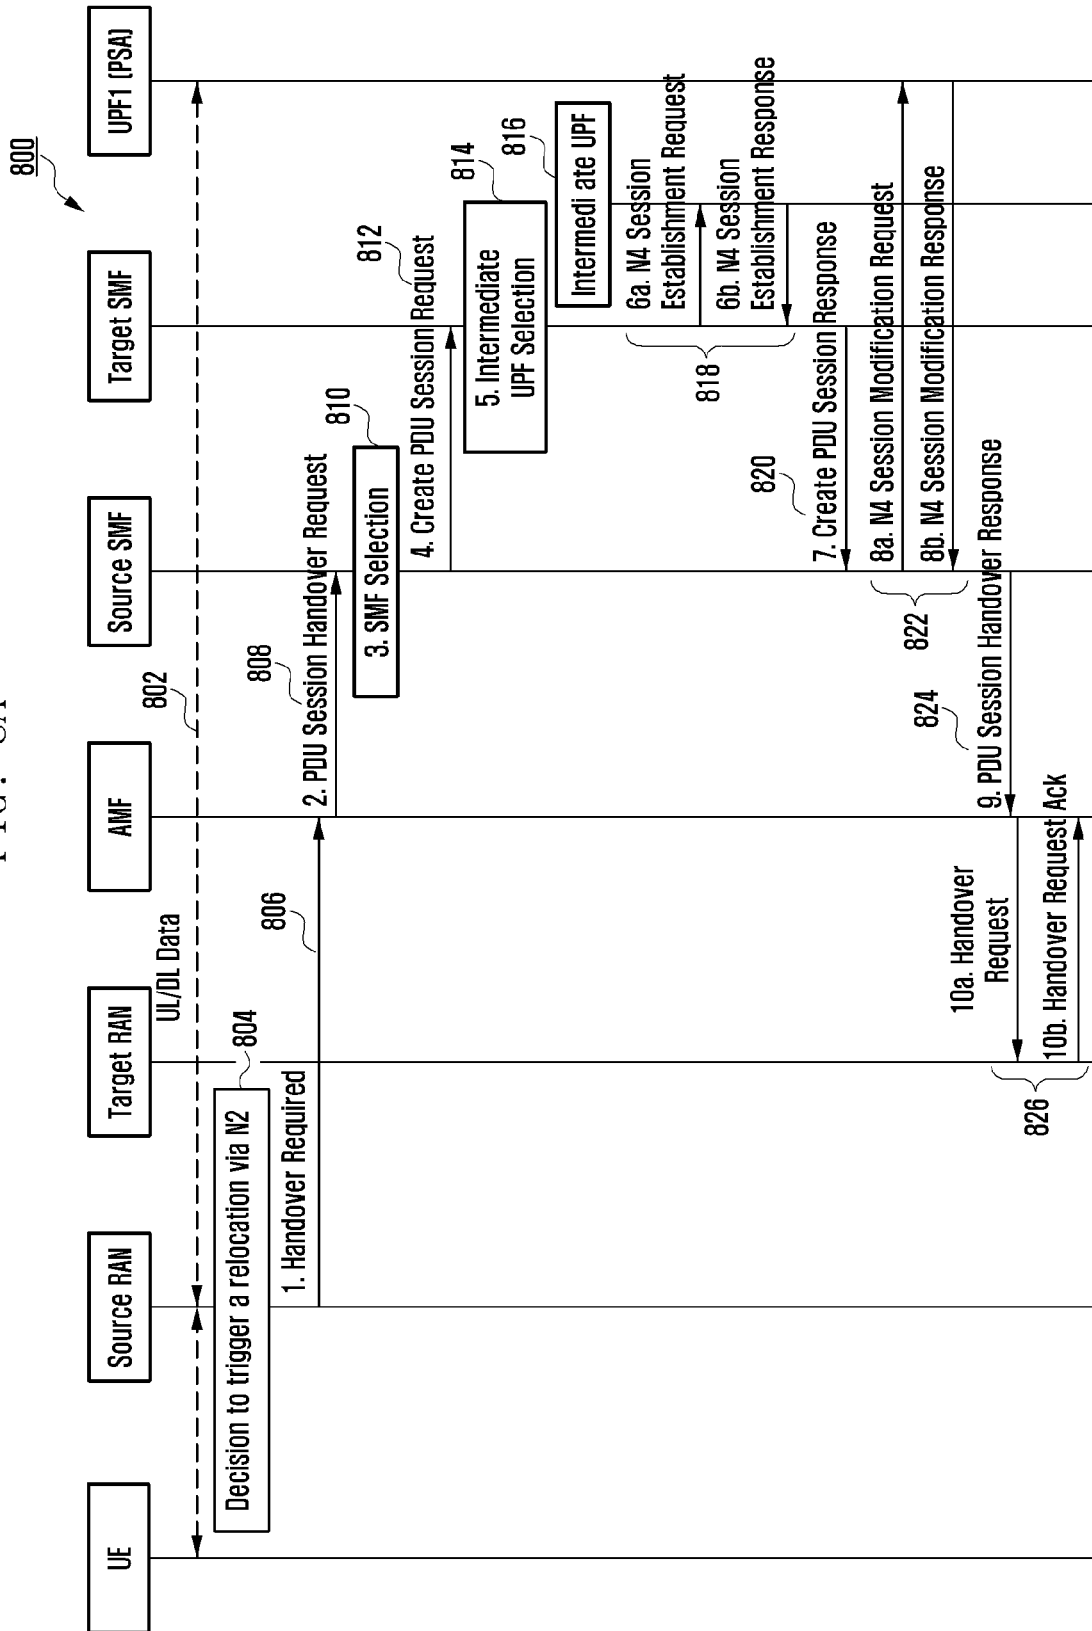 FIG. 8A
800
UE
Source RAN
Target RAN
AMF
Source SMF
Target SMF
UPF1 (PSA)
UL/DL Data
802
Decision to trigger a relocation via N2
804
1. Handover Required
806
2. PDU Session Handover Request
808
3. SMF Selection
810
4. Create PDU Session Request
812
5. Intermediate
UPF Selection
814
Intermedi ate UPF
816
6a. N4 Session
Establishment Request
6b. N4 Session
Establishment Response
818
7. Create PDU Session Response
820
8a. N4 Session Modification Request
8b. N4 Session Modification Response
822
9. PDU Session Handover Response
824
10a. Handover
Request
10b. Handover Request Ack
826